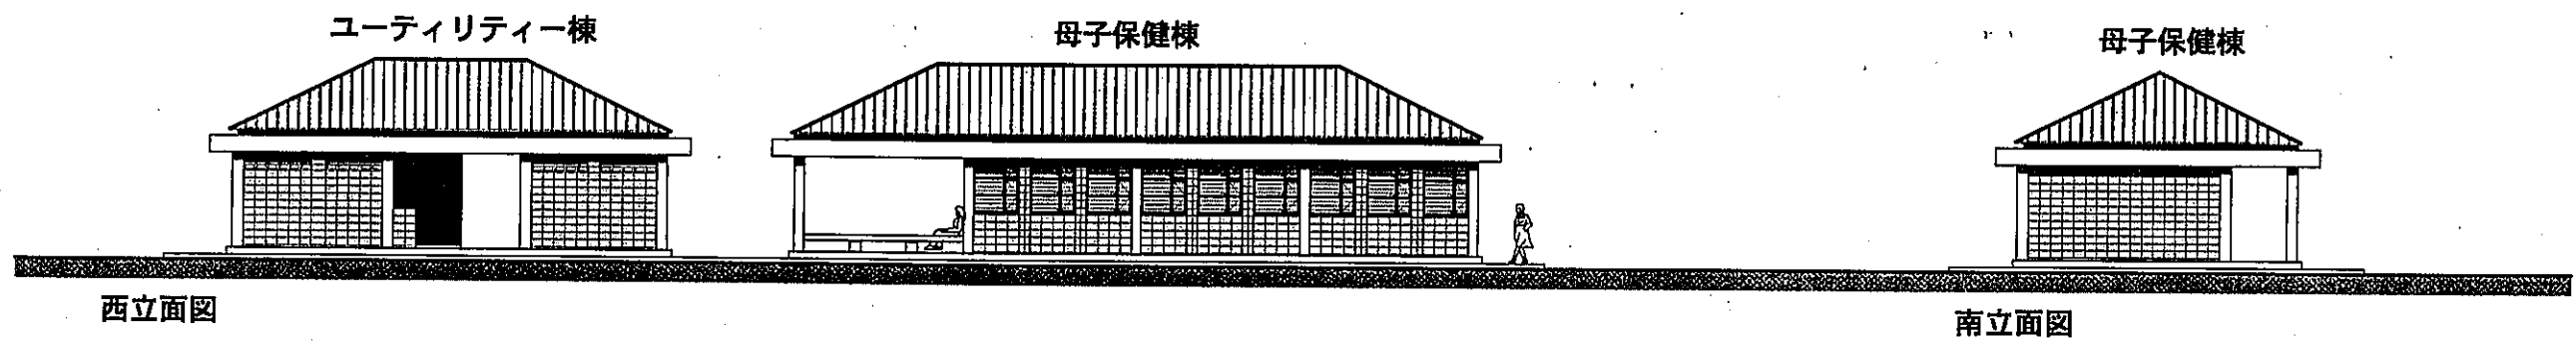 ユーティリティー棟
母子保健棟
母子保健棟
西立面図
南立面図